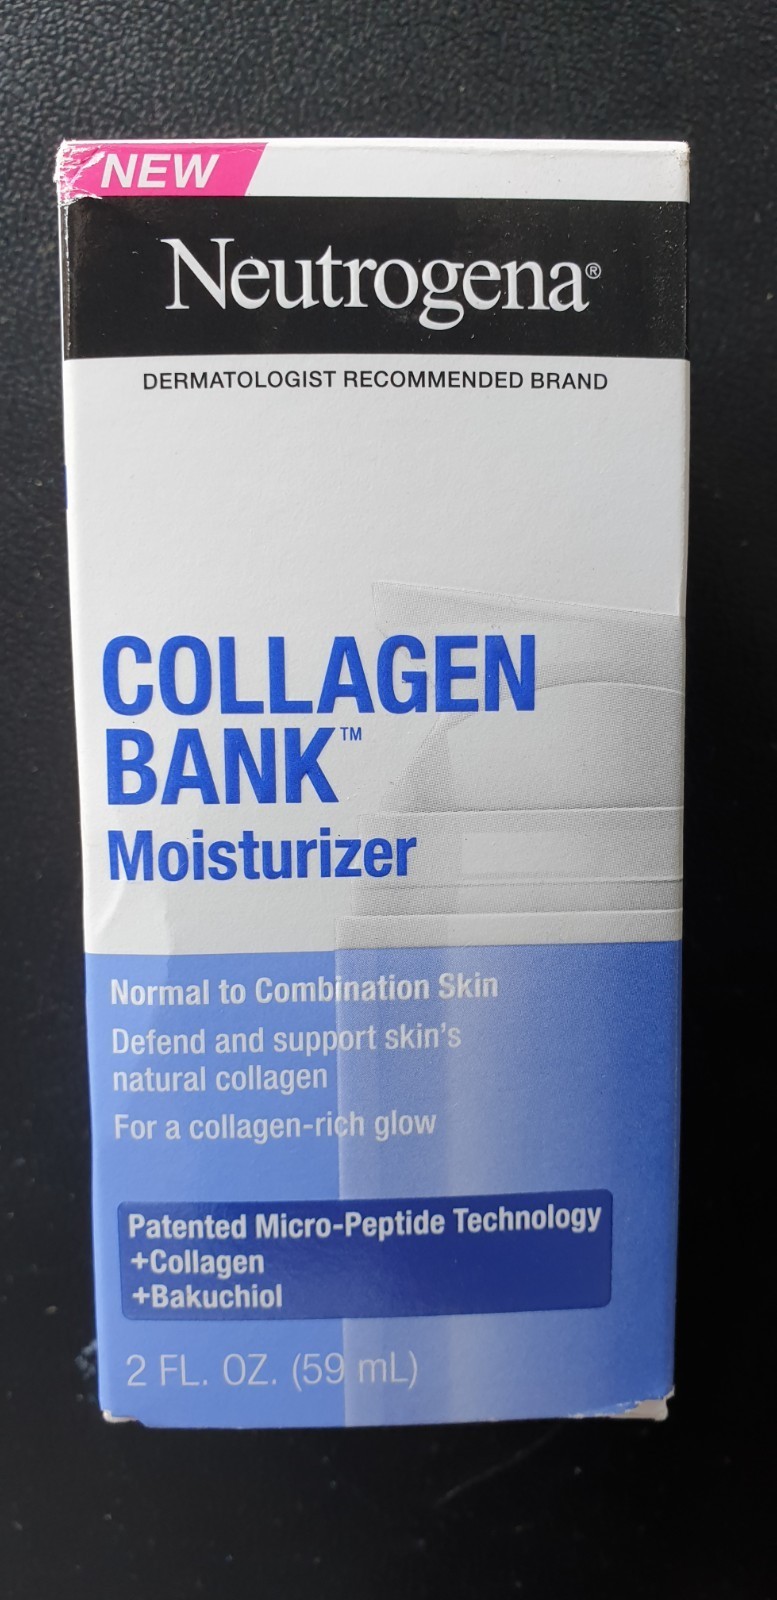 NEW
Neutrogena®
DERMATOLOGIST RECOMMENDED BRAND
COLLAGEN
BANK™
Moisturizer
Normal to Combination Skin
Defend and support skin's
natural collagen
For a collagen-rich glow
Patented Micro-Peptide Technology
+Collagen
+Bakuchiol
2 FL. OZ. (59 mL)